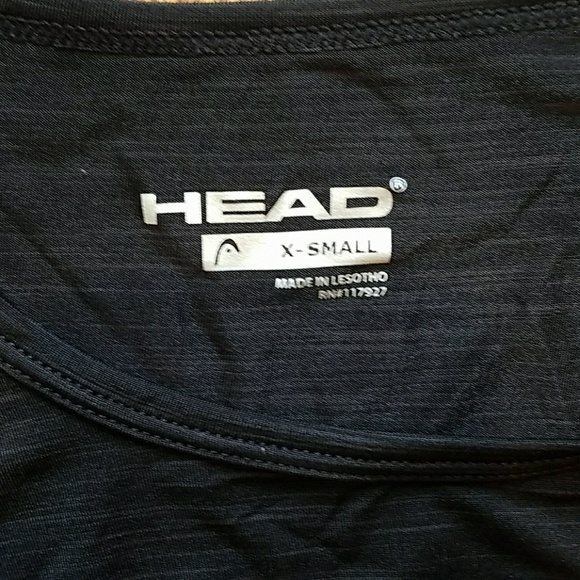 HEAD®
X-SMALL
MADE IN LESOTHO
RN#117927